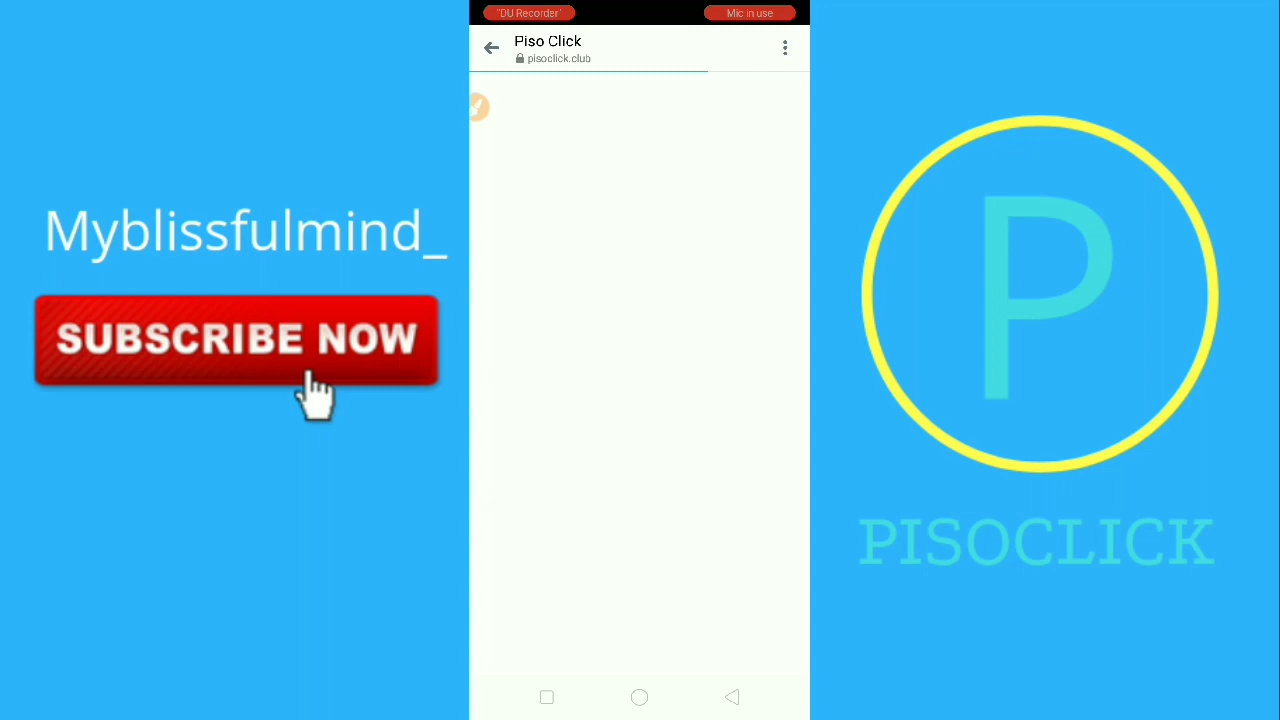 "DU Recorder"
Mic in use
Piso Click
pisoclick.club
Myblissfulmind_
SUBSCRIBE NOW
P
PISOCLICK